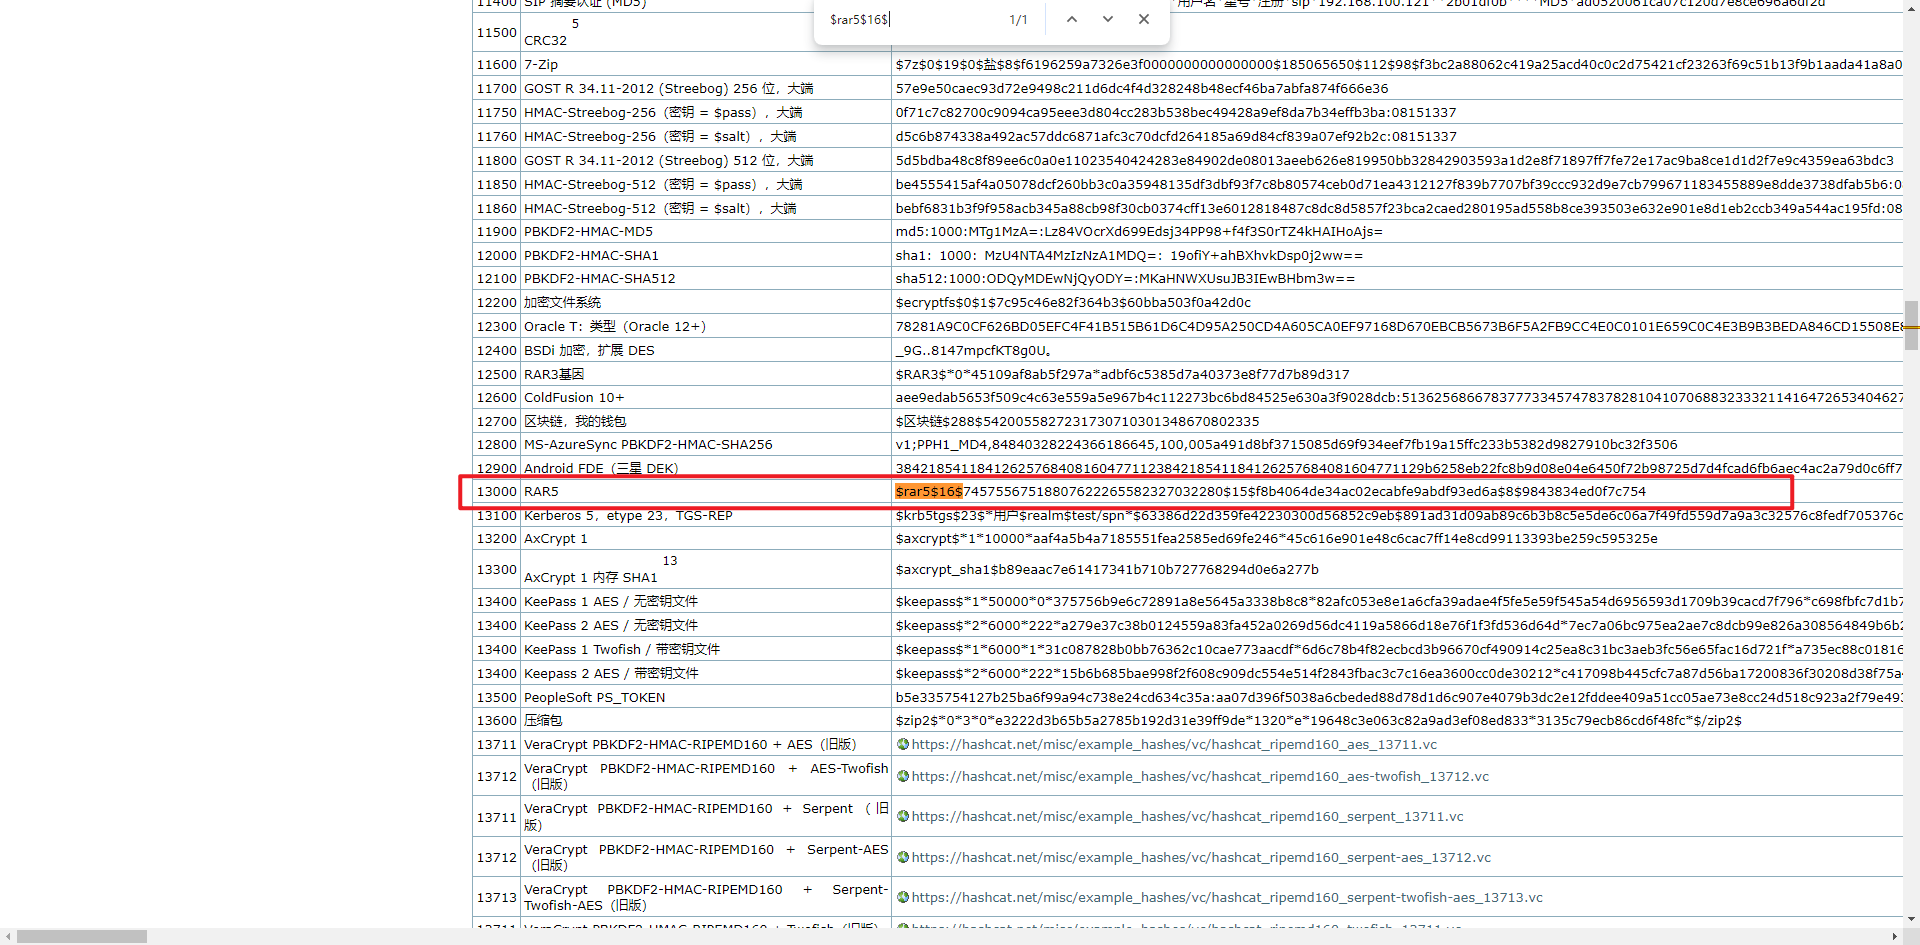 11400 SIP 摘要认证 (MD5)
$rar5$16$ 1/1
11500 5
CRC32
11600 7-Zip $7z$0$19$0$盐$8$f6196259a7326e3f0000000000000000$185065650$112$98$f3bc2a88062c419a25acd40c0c2d75421cf23263f69c51b13f9b1aada41a8a0
11700 GOST R 34.11-2012 (Streebog) 256 位，大端 57e9e50caec93d72e9498c211d6dc4f4d328248b48ecf46ba7abfa874f666e36
11750 HMAC-Streebog-256（密钥 = $pass），大端 0f71c7c82700c9094ca95eee3d804cc283b538bec49428a9ef8da7b34effb3ba:08151337
11760 HMAC-Streebog-256（密钥 = $salt），大端 d5c6b874338a492ac57ddc6871afc3c70dcfd264185a69d84cf839a07ef92b2c:08151337
11800 GOST R 34.11-2012 (Streebog) 512 位，大端 5d5bdba48c8f89ee6c0a0e11023540424283e84902de08013aeeb626e819950bb32842903593a1d2e8f71897ff7fe72e17ac9ba8ce1d1d2f7e9c4359ea63bdc3
11850 HMAC-Streebog-512（密钥 = $pass），大端 be4555415af4a05078dcf260bb3c0a35948135df3dbf93f7c8b80574ceb0d71ea4312127f839b7707bf39ccc932d9e7cb799671183455889e8dde3738dfab5b6:0
11860 HMAC-Streebog-512（密钥 = $salt），大端 bebf6831b3f9f958acb345a88cb98f30cb0374cff13e6012818487c8dc8d5857f23bca2caed280195ad558b8ce393503e632e901e8d1eb2ccb349a544ac195fd:08
11900 PBKDF2-HMAC-MD5 md5:1000:MTg1MzA=:Lz84VOcrXd699Edsj34PP98+f4f3S0rTZ4kHAIHoAjs=
12000 PBKDF2-HMAC-SHA1 sha1：1000：MzU4NTA4MzIzNzA1MDQ=：19ofiY+ahBXhvkDsp0j2ww==
12100 PBKDF2-HMAC-SHA512 sha512:1000:ODQyMDEwNjQyODY=:MKaHNWXUsuJB3IEwBHbm3w==
12200 加密文件系统 $ecryptfs$0$1$7c95c46e82f364b3$60bba503f0a42d0c
12300 Oracle T：类型（Oracle 12+） 78281A9C0CF626BD05EFC4F41B515B61D6C4D95A250CD4A605CA0EF97168D670EBCB5673B6F5A2FB9CC4E0C0101E659C0C4E3B9B3BEDA846CD15508E8
12400 BSDi 加密，扩展 DES _9G..8147mpcfKT8g0U。
12500 RAR3基因 $RAR3$*0*45109af8ab5f297a*adbf6c5385d7a40373e8f77d7b89d317
12600 ColdFusion 10+ aee9edab5653f509c4c63e559a5e967b4c112273bc6bd84525e630a3f9028dcb:5136256866783777334574783782810410706883233321141647265340462​7
12700 区块链，我的钱包 $区块链$288$5420055827231730710301348670802335
12800 MS-AzureSync PBKDF2-HMAC-SHA256 v1;PPH1_MD4,84840328224366186645,100,005a491d8bf3715085d69f934eef7fb19a15ffc233b5382d9827910bc32f3506
12900 Android FDE（三星 DEK） 38421854118412625768408160477112384218541184126257684081604771129b6258eb22fc8b9d08e04e6450f72b98725d7d4fcad6fb6aec4ac2a79d0c6ff7
13000 RAR5 $rar5$16$74575567518807622265582327032280$15$f8b4064de34ac02ecabfe9abdf93ed6a$8$9843834ed0f7c754
13100 Kerberos 5，etype 23，TGS-REP $krb5tgs$23$*用户$realm$test/spn*$63386d22d359fe42230300d56852c9eb$891ad31d09ab89c6b3b8c5e5de6c06a7f49fd559d7a9a3c32576c8fedf705376c
13200 AxCrypt 1 $axcrypt$*1*10000*aaf4a5b4a7185551fea2585ed69fe246*45c616e901e48c6cac7ff14e8cd99113393be259c595325e
13300 13
AxCrypt 1 内存 SHA1 $axcrypt_sha1$b89eaac7e61417341b710b727768294d0e6a277b
13400 KeePass 1 AES / 无密钥文件 $keepass$*1*50000*0*375756b9e6c72891a8e5645a3338b8c8*82afc053e8e1a6cfa39adae4f5fe5e59f545a54d6956593d1709b39cacd7f796*c698fbfc7d1b7
13400 KeePass 2 AES / 无密钥文件 $keepass$*2*6000*222*a279e37c38b0124559a83fa452a0269d56dc4119a5866d18e76f1f3fd536d64d*7ec7a06bc975ea2ae7c8dcb99e826a308564849b6b2
13400 KeePass 1 Twofish / 带密钥文件 $keepass$*1*6000*1*31c087828b0bb76362c10cae773aacdf*6d6c78b4f82ecbcd3b96670cf490914c25ea8c31bc3aeb3fc56e65fac16d721f*a735ec88c01816
13400 Keepass 2 AES / 带密钥文件 $keepass$*2*6000*222*15b6b685bae998f2f608c909dc554e514f2843fbac3c7c16ea3600cc0de30212*c417098b445cfc7a87d56ba17200836f30208d38f75a4
13500 PeopleSoft PS_TOKEN b5e335754127b25ba6f99a94c738e24cd634c35a:aa07d396f5038a6cbeded88d78d1d6c907e4079b3dc2e12fddee409a51cc05ae73e8cc24d518c923a2f79e49
13600 压缩包 $zip2$*0*3*0*e3222d3b65b5a2785b192d31e39ff9de*1320*e*19648c3e063c82a9ad3ef08ed833*3135c79ecb86cd6f48fc*$/zip2$
13711 VeraCrypt PBKDF2-HMAC-RIPEMD160 + AES（旧版） https://hashcat.net/misc/example_hashes/vc/hashcat_ripemd160_aes_13711.vc
13712 VeraCrypt PBKDF2-HMAC-RIPEMD160 + AES-Twofish
（旧版） https://hashcat.net/misc/example_hashes/vc/hashcat_ripemd160_aes-twofish_13712.vc
13711 VeraCrypt PBKDF2-HMAC-RIPEMD160 + Serpent（旧
版） https://hashcat.net/misc/example_hashes/vc/hashcat_ripemd160_serpent_13711.vc
13712 VeraCrypt PBKDF2-HMAC-RIPEMD160 + Serpent-AES
（旧版） https://hashcat.net/misc/example_hashes/vc/hashcat_ripemd160_serpent-aes_13712.vc
13713 VeraCrypt PBKDF2-HMAC-RIPEMD160 + Serpent-
Twofish-AES（旧版） https://hashcat.net/misc/example_hashes/vc/hashcat_ripemd160_serpent-twofish-aes_13713.vc